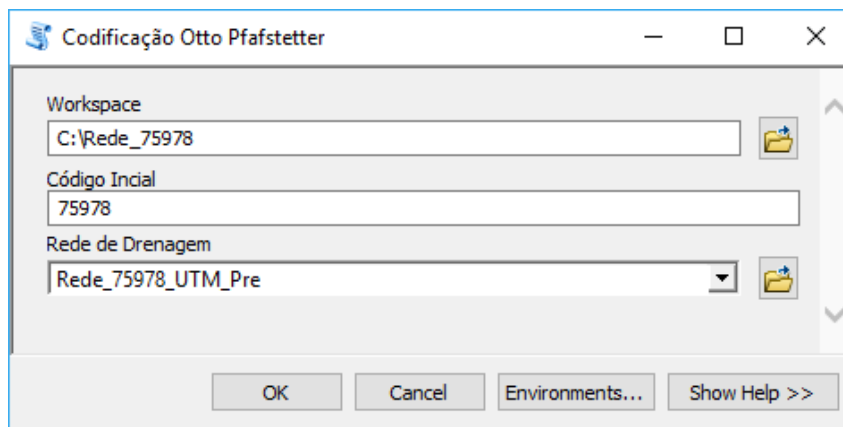 Codificação Otto Pfafstetter
Workspace
C:\Rede_75978
Código Incial
75978
Rede de Drenagem
Rede_75978_UTM_Pre
OK Cancel Environments... Show Help >>